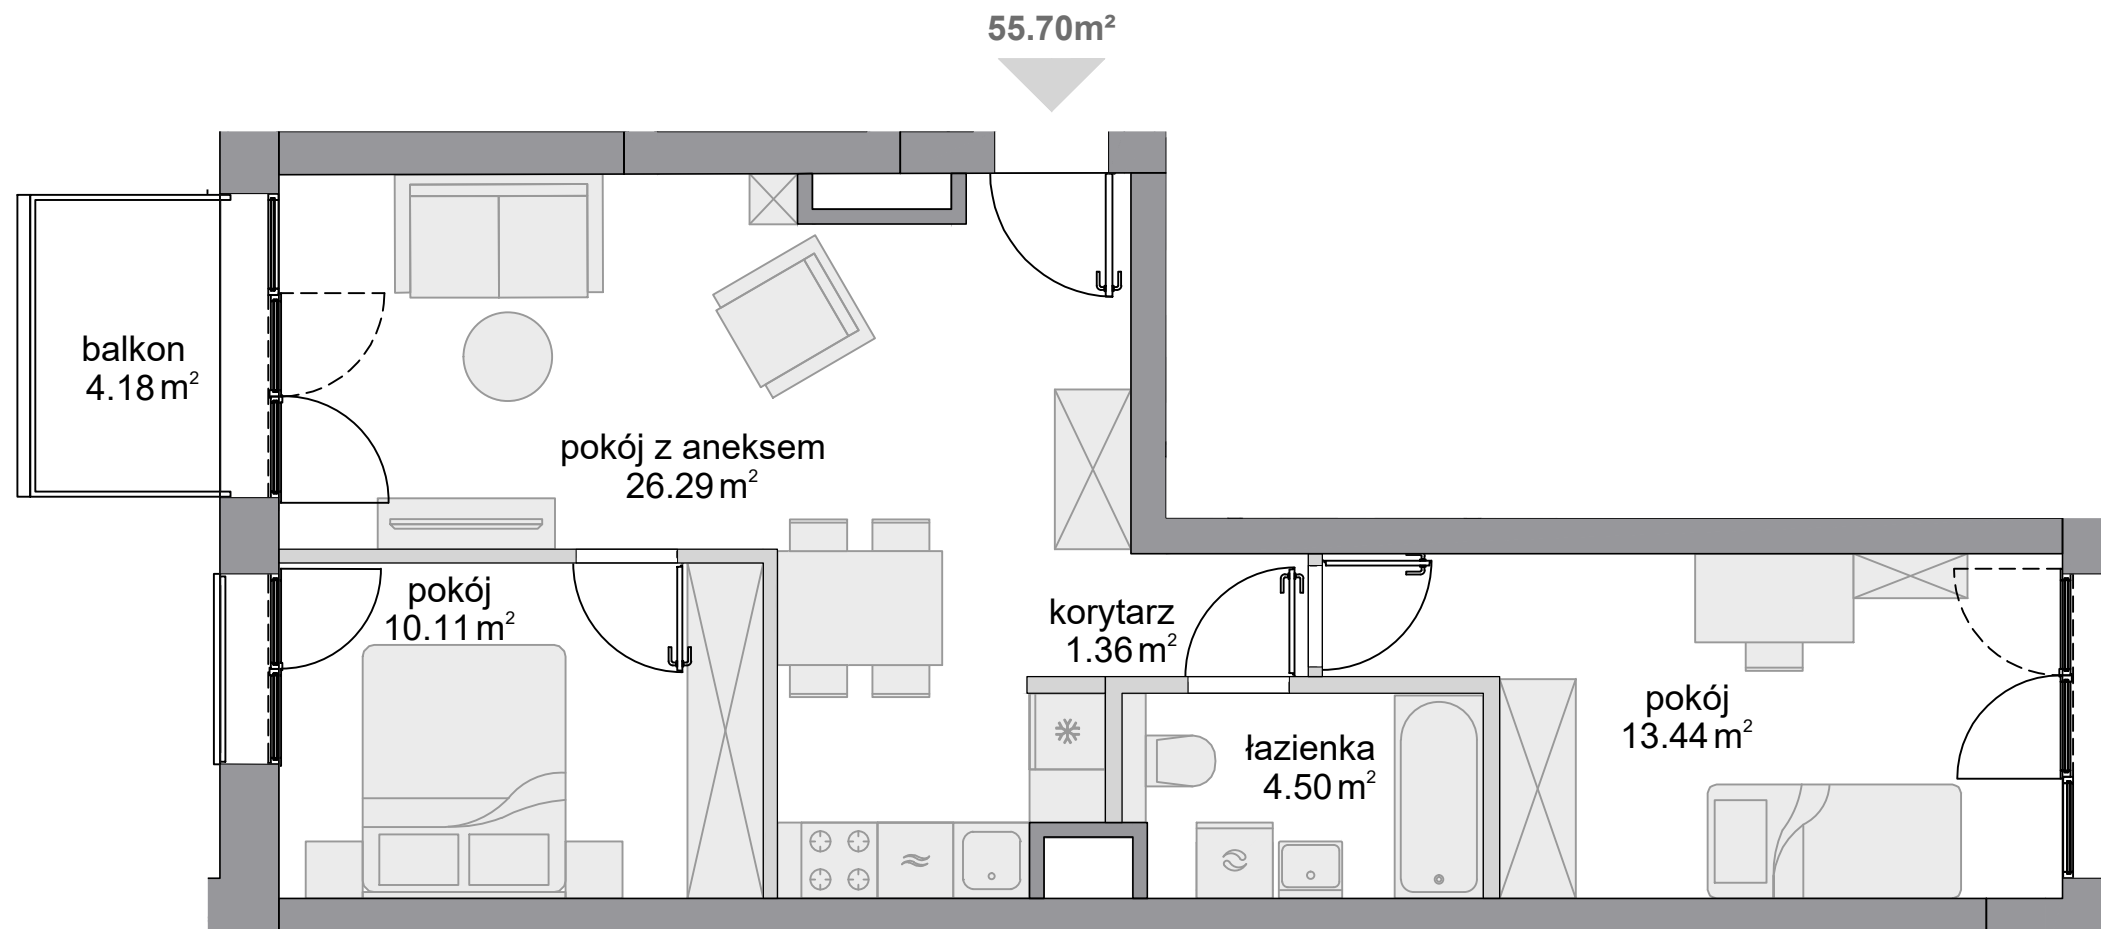 55.70m²
balkon
4.18 m²
pokój z aneksem
26.29 m²
pokój
10.11 m²
korytarz
1.36 m²
łazienka
4.50 m²
pokój
13.44 m²